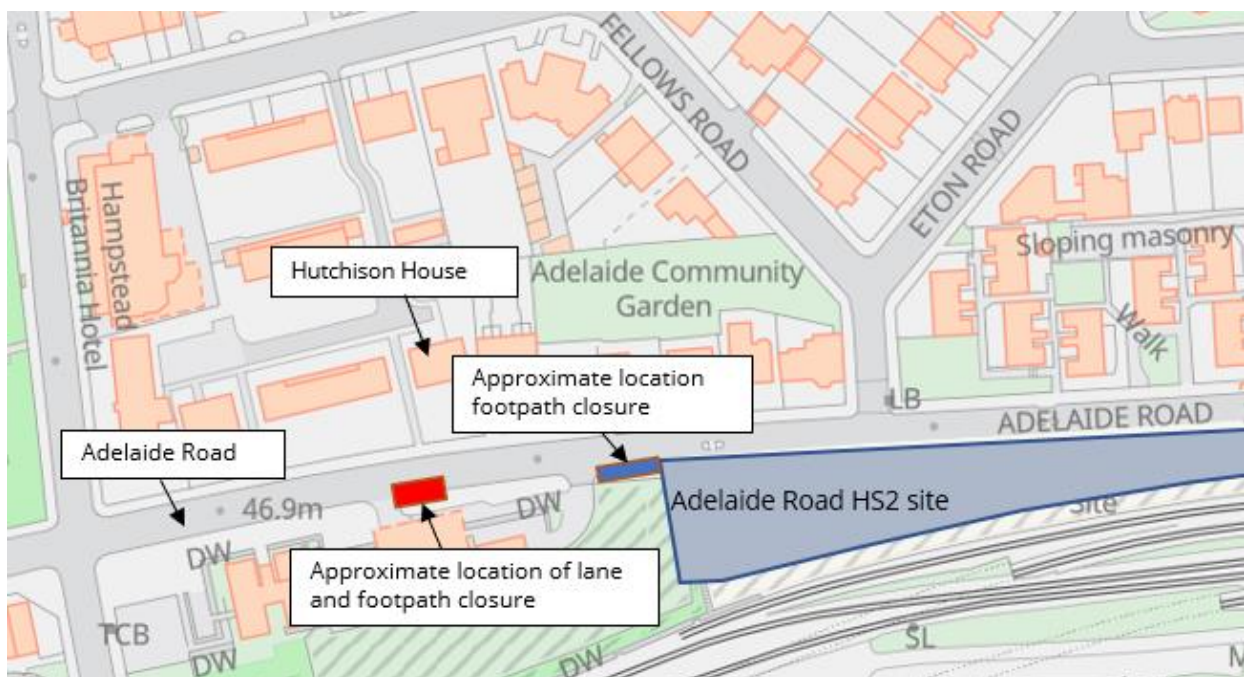 FELLOWS ROAD
ETON ROAD
Hampstead
Britannia Hotel
Hutchison House
Adelaide Community
Garden
Sloping masonry
Walk
Approximate location
footpath closure
LB
ADELAIDE ROAD
Adelaide Road
46.9m
DW
Adelaide Road HS2 site
Site
DW
Approximate location of lane
and footpath closure
TCB
DW
DW
SL
M